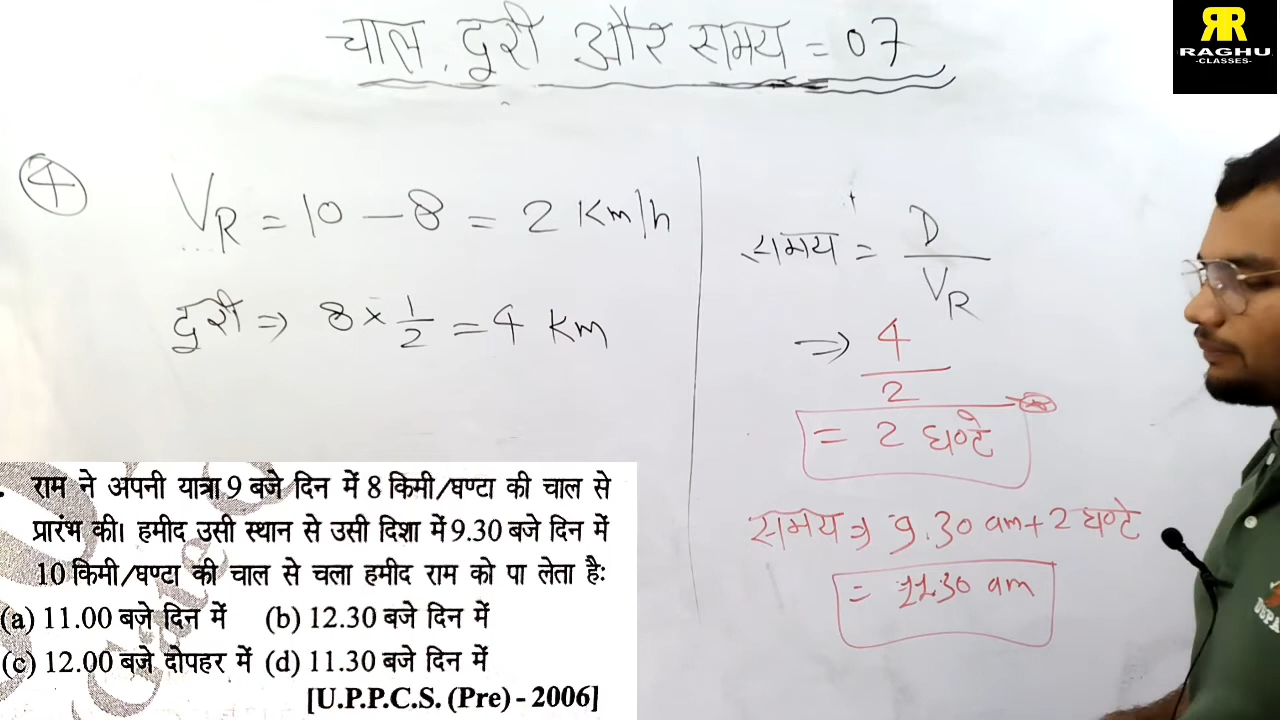 चाल, दुरी और समय = 07
RR
RAGHU
-CLASSES-
4
VR = 10 – 8 = 2 Km/h
दुरी ⇒ 8 × 1/2 = 4 Km
समय = D/VR
⇒ 4/2
= 2 घण्टे
समय ⇒ 9.30 am + 2 घण्टे
= 11.30 am
राम ने अपनी यात्रा 9 बजे दिन में 8 किमी/घण्टा की चाल से
प्रारंभ की। हमीद उसी स्थान से उसी दिशा में 9.30 बजे दिन में
10 किमी/घण्टा की चाल से चला हमीद राम को पा लेता है:
(a) 11.00 बजे दिन में (b) 12.30 बजे दिन में
(c) 12.00 बजे दोपहर में (d) 11.30 बजे दिन में
[U.P.P.C.S. (Pre) - 2006]